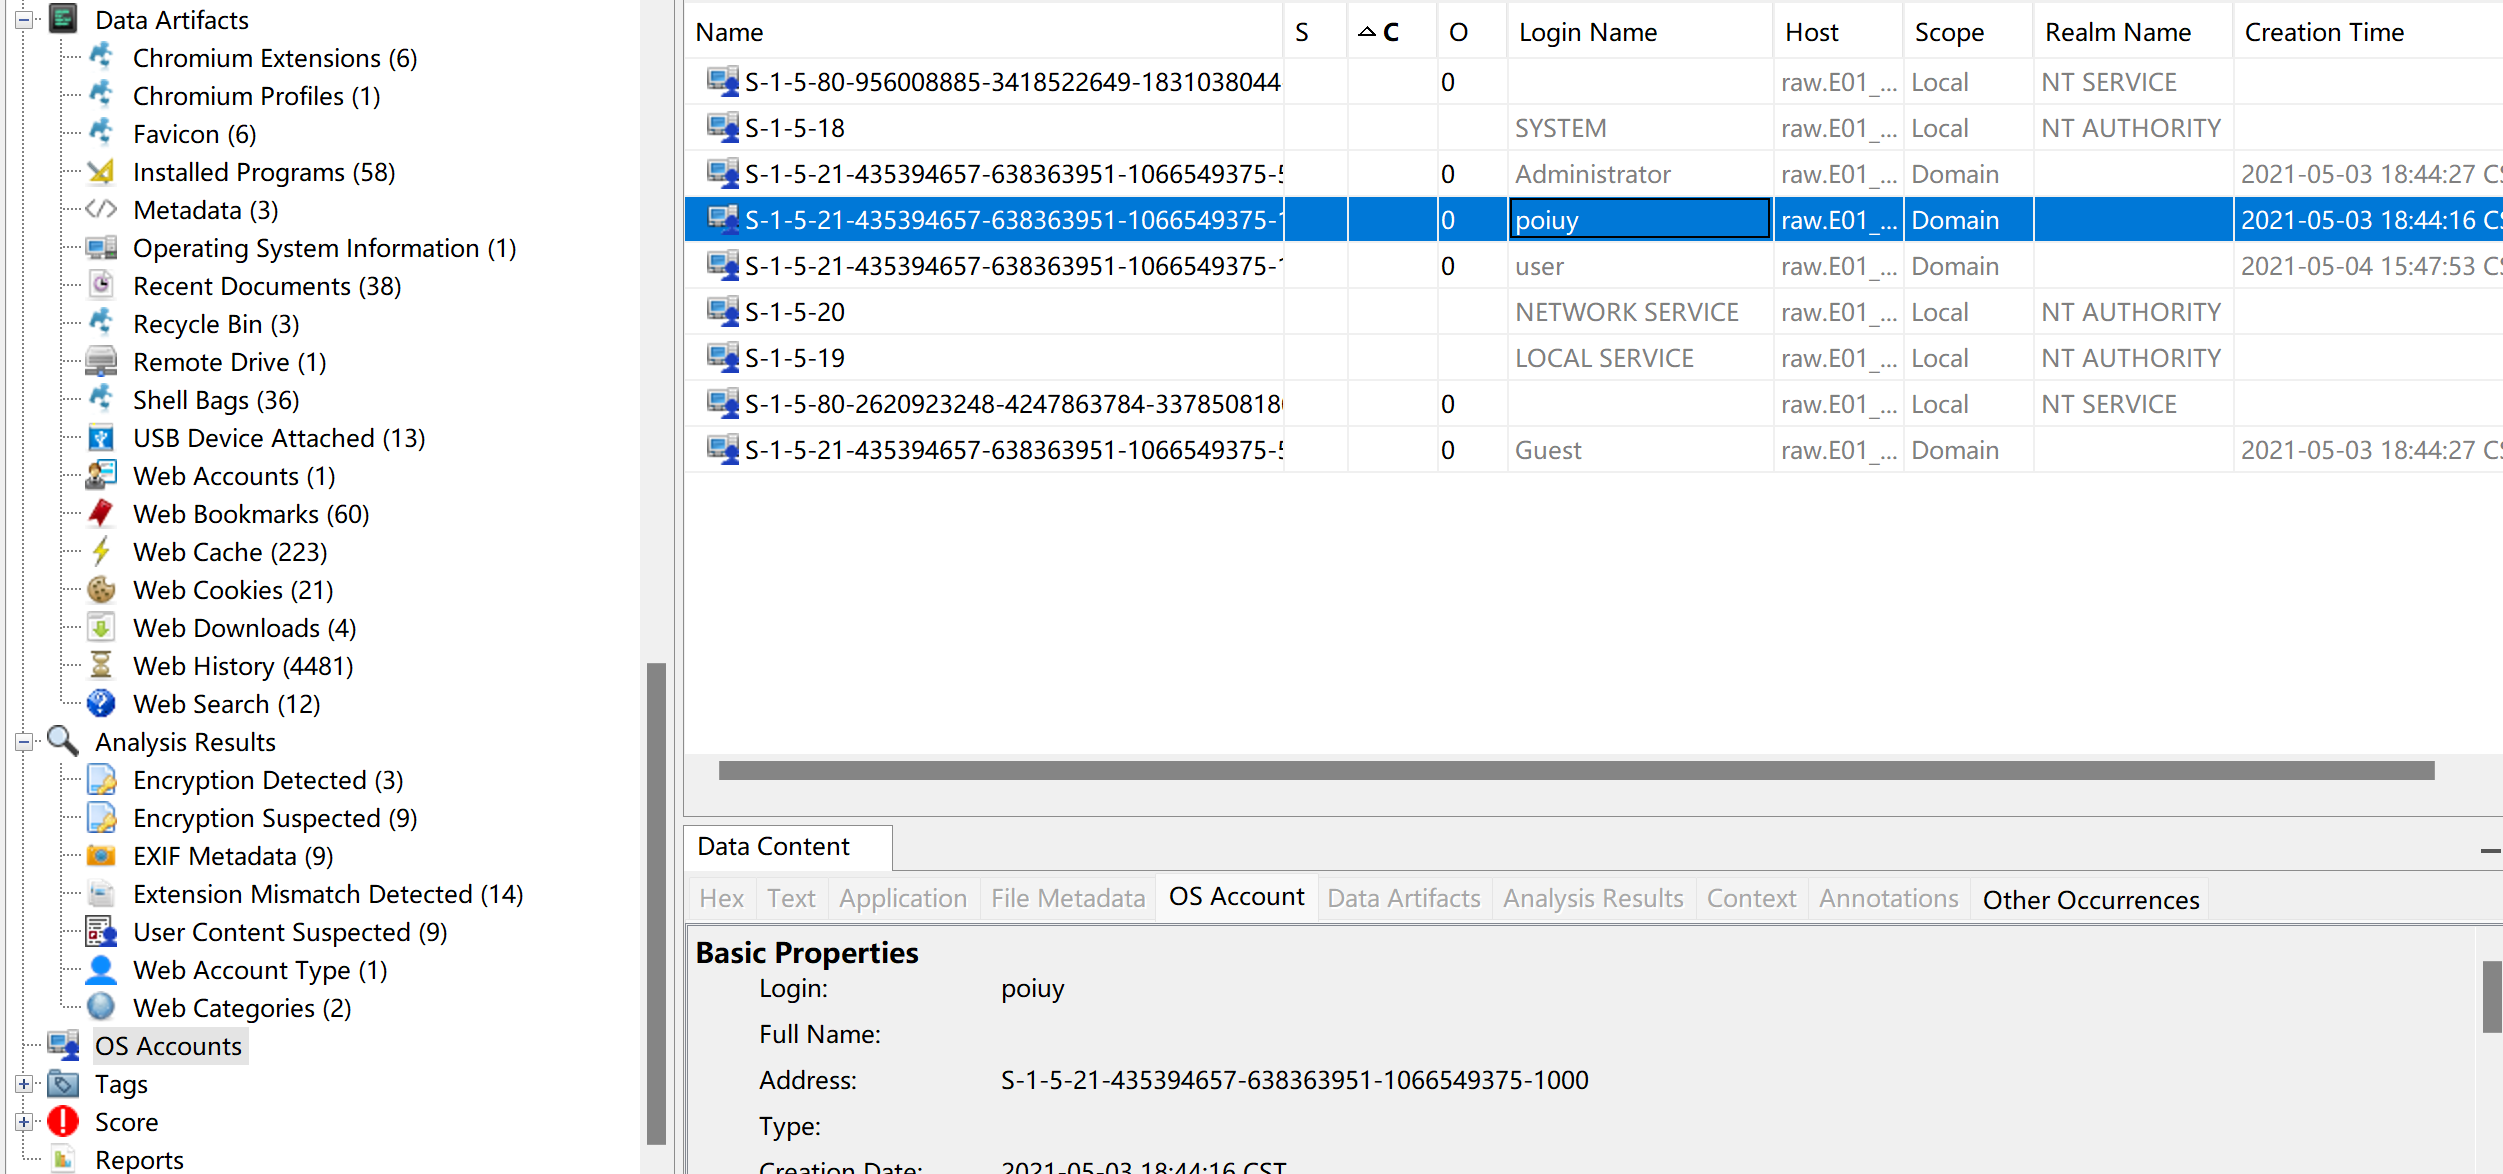 Data Artifacts
Chromium Extensions (6)
Chromium Profiles (1)
Favicon (6)
Installed Programs (58)
Metadata (3)
Operating System Information (1)
Recent Documents (38)
Recycle Bin (3)
Remote Drive (1)
Shell Bags (36)
USB Device Attached (13)
Web Accounts (1)
Web Bookmarks (60)
Web Cache (223)
Web Cookies (21)
Web Downloads (4)
Web History (4481)
Web Search (12)
Analysis Results
Encryption Detected (3)
Encryption Suspected (9)
EXIF Metadata (9)
Extension Mismatch Detected (14)
User Content Suspected (9)
Web Account Type (1)
Web Categories (2)
OS Accounts
Tags
Score
Reports
Name S C O Login Name Host Scope Realm Name Creation Time
S-1-5-80-956008885-3418522649-1831038044 0 raw.E01_... Local NT SERVICE
S-1-5-18 SYSTEM raw.E01_... Local NT AUTHORITY
S-1-5-21-435394657-638363951-1066549375-5 0 Administrator raw.E01_... Domain 2021-05-03 18:44:27 CS
S-1-5-21-435394657-638363951-1066549375-1 0 poiuy raw.E01_... Domain 2021-05-03 18:44:16 CS
S-1-5-21-435394657-638363951-1066549375-1 0 user raw.E01_... Domain 2021-05-04 15:47:53 CS
S-1-5-20 NETWORK SERVICE raw.E01_... Local NT AUTHORITY
S-1-5-19 LOCAL SERVICE raw.E01_... Local NT AUTHORITY
S-1-5-80-2620923248-4247863784-337850818 0 raw.E01_... Local NT SERVICE
S-1-5-21-435394657-638363951-1066549375-5 0 Guest raw.E01_... Domain 2021-05-03 18:44:27 CS
Data Content
Hex Text Application File Metadata OS Account Data Artifacts Analysis Results Context Annotations Other Occurrences
Basic Properties
Login: poiuy
Full Name:
Address: S-1-5-21-435394657-638363951-1066549375-1000
Type:
Creation Date: 2021-05-03 18:44:16 CST